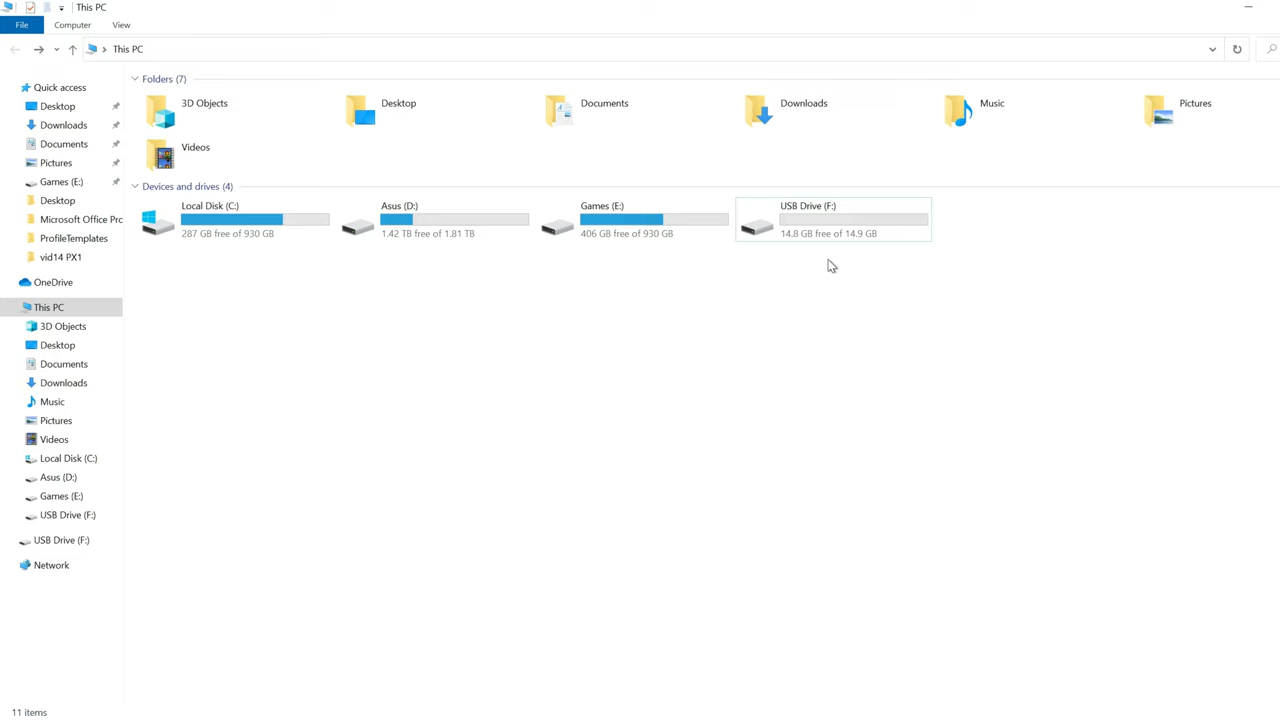 This PC
File Computer View
This PC
Quick access
Desktop
Downloads
Documents
Pictures
Games (E:)
Desktop
Microsoft Office Prc
ProfileTemplates
vid14 PX1
OneDrive
This PC
3D Objects
Desktop
Documents
Downloads
Music
Pictures
Videos
Local Disk (C:)
Asus (D:)
Games (E:)
USB Drive (F:)
USB Drive (F:)
Network
Folders (7)
3D Objects
Desktop
Documents
Downloads
Music
Pictures
Videos
Devices and drives (4)
Local Disk (C:)
287 GB free of 930 GB
Asus (D:)
1.42 TB free of 1.81 TB
Games (E:)
406 GB free of 930 GB
USB Drive (F:)
14.8 GB free of 14.9 GB
11 items